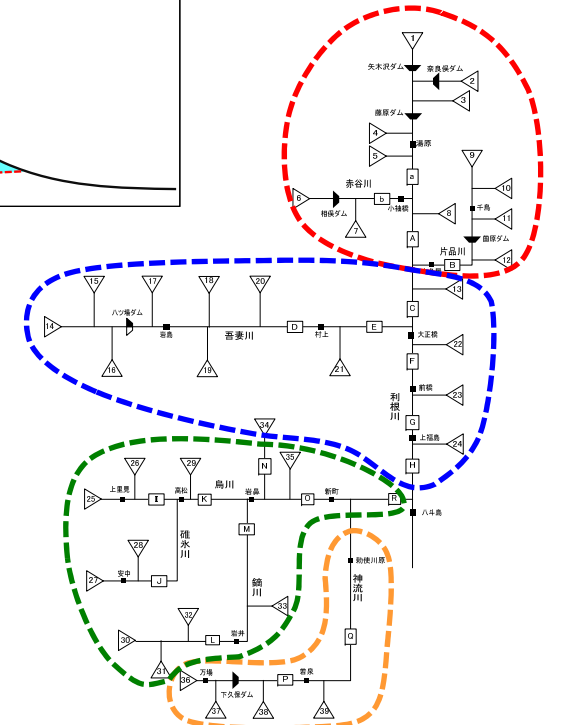 1
矢木沢ダム
奈良俣ダム
2
3
藤原ダム
4
湯原
5
9
a
赤谷川
10
6
b
千鳥
小袖橋
相俣ダム
8
11
7
A
薗原ダム
片品川
B
12
13
15
17
18
20
C
八ツ場ダム
14
岩島
吾妻川
D
村上
E
大正橋
22
16
19
21
F
利根川
前橋
23
G
上福島
24
34
H
26
29
35
N
烏川
上里見
高松
岩鼻
新町
25
I
K
O
R
八斗島
碓氷川
M
28
勅使川原
安中
27
J
鏑川
神流川
33
32
30
L
岩井
Q
31
万場
若泉
36
P
下久保ダム
37
38
39